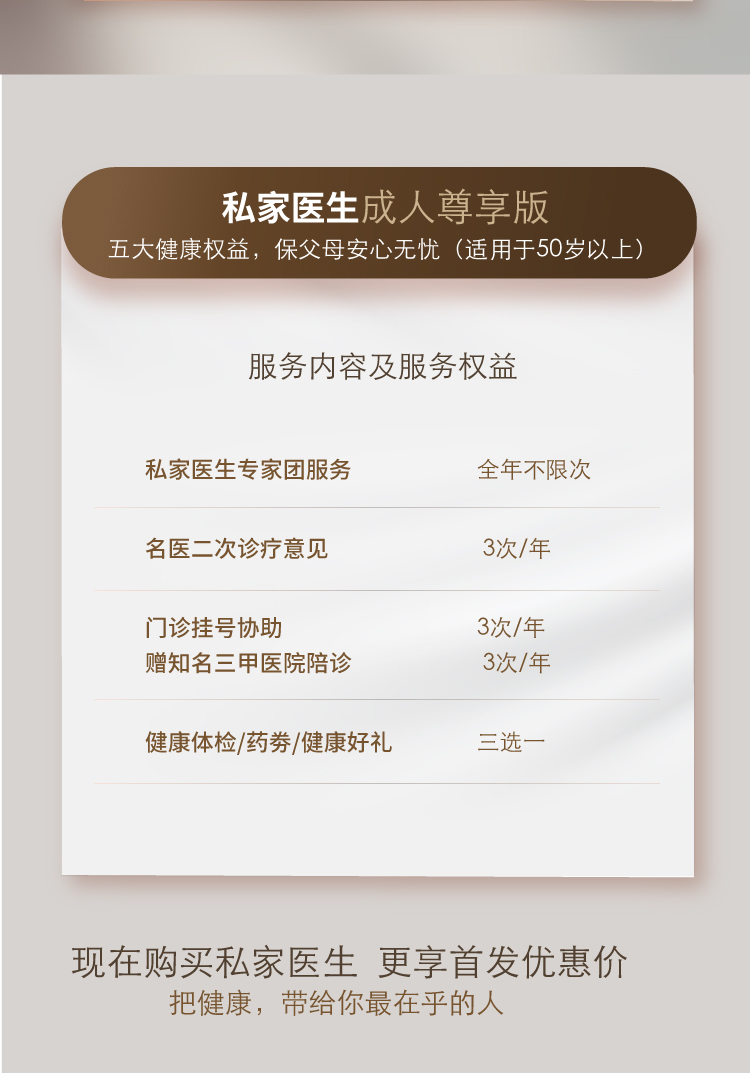 私家医生成人尊享版
五大健康权益，保父母安心无忧（适用于50岁以上）
服务内容及服务权益
私家医生专家团服务 全年不限次
名医二次诊疗意见 3次/年
门诊挂号协助 3次/年
赠知名三甲医院陪诊 3次/年
健康体检/药劵/健康好礼 三选一
现在购买私家医生 更享首发优惠价
把健康，带给你最在乎的人